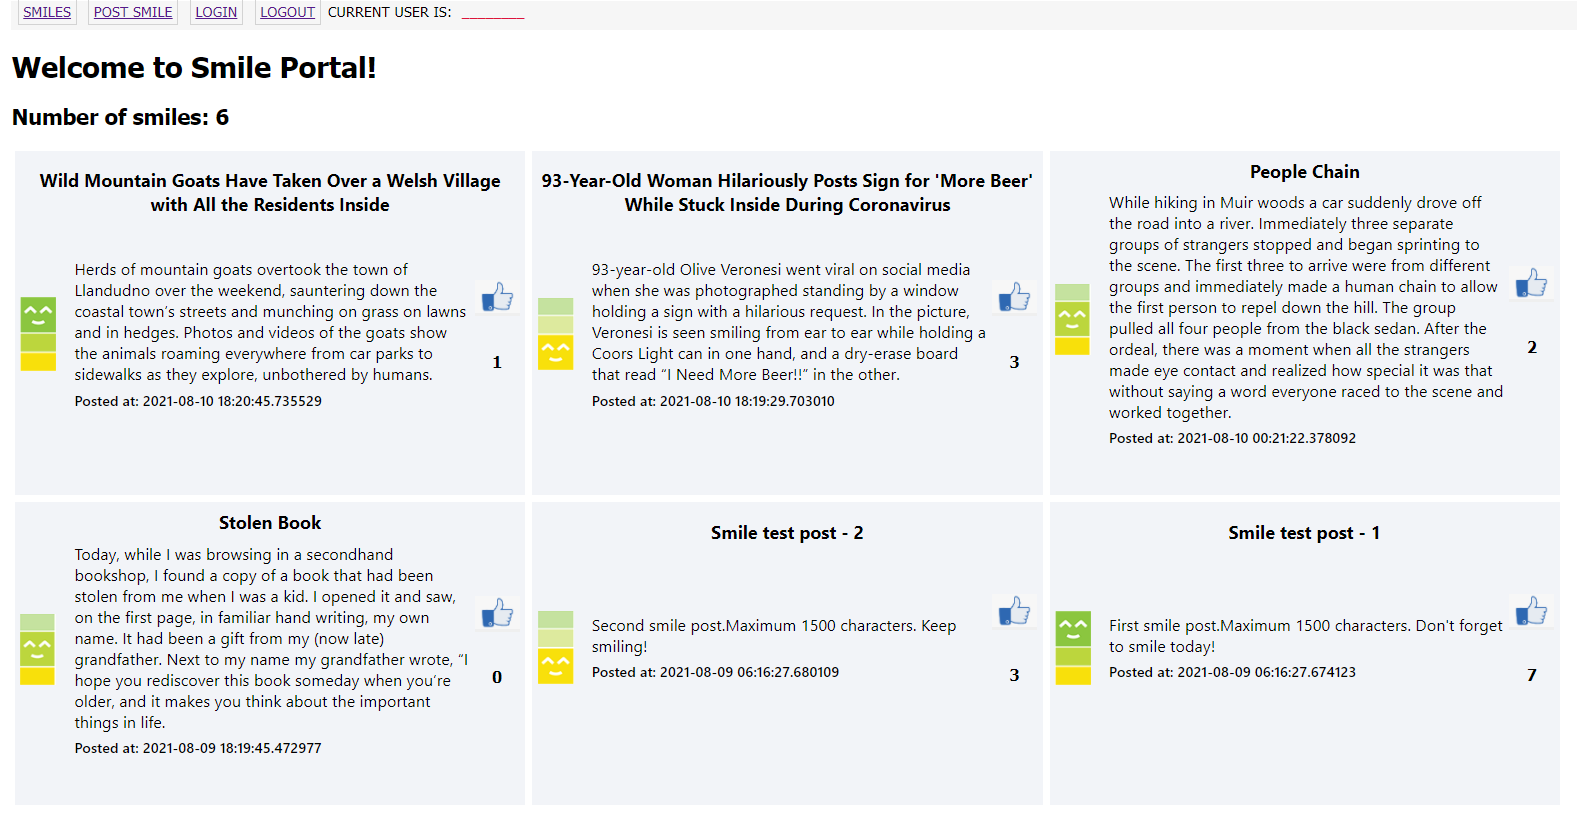 SMILES POST SMILE LOGIN LOGOUT CURRENT USER IS: ________
Welcome to Smile Portal!
Number of smiles: 6
Wild Mountain Goats Have Taken Over a Welsh Village
with All the Residents Inside
Herds of mountain goats overtook the town of
Llandudno over the weekend, sauntering down the
coastal town’s streets and munching on grass on lawns
and in hedges. Photos and videos of the goats show
the animals roaming everywhere from car parks to
sidewalks as they explore, unbothered by humans.
Posted at: 2021-08-10 18:20:45.735529
1
93-Year-Old Woman Hilariously Posts Sign for 'More Beer'
While Stuck Inside During Coronavirus
93-year-old Olive Veronesi went viral on social media
when she was photographed standing by a window
holding a sign with a hilarious request. In the picture,
Veronesi is seen smiling from ear to ear while holding a
Coors Light can in one hand, and a dry-erase board
that read “I Need More Beer!!” in the other.
Posted at: 2021-08-10 18:19:29.703010
3
People Chain
While hiking in Muir woods a car suddenly drove off
the road into a river. Immediately three separate
groups of strangers stopped and began sprinting to
the scene. The first three to arrive were from different
groups and immediately made a human chain to allow
the first person to repel down the hill. The group
pulled all four people from the black sedan. After the
ordeal, there was a moment when all the strangers
made eye contact and realized how special it was that
without saying a word everyone raced to the scene and
worked together.
Posted at: 2021-08-10 00:21:22.378092
2
Stolen Book
Today, while I was browsing in a secondhand
bookshop, I found a copy of a book that had been
stolen from me when I was a kid. I opened it and saw,
on the first page, in familiar hand writing, my own
name. It had been a gift from my (now late)
grandfather. Next to my name my grandfather wrote, “I
hope you rediscover this book someday when you’re
older, and it makes you think about the important
things in life.
Posted at: 2021-08-09 18:19:45.472977
0
Smile test post - 2
Second smile post.Maximum 1500 characters. Keep
smiling!
Posted at: 2021-08-09 06:16:27.680109
3
Smile test post - 1
First smile post.Maximum 1500 characters. Don't forget
to smile today!
Posted at: 2021-08-09 06:16:27.674123
7